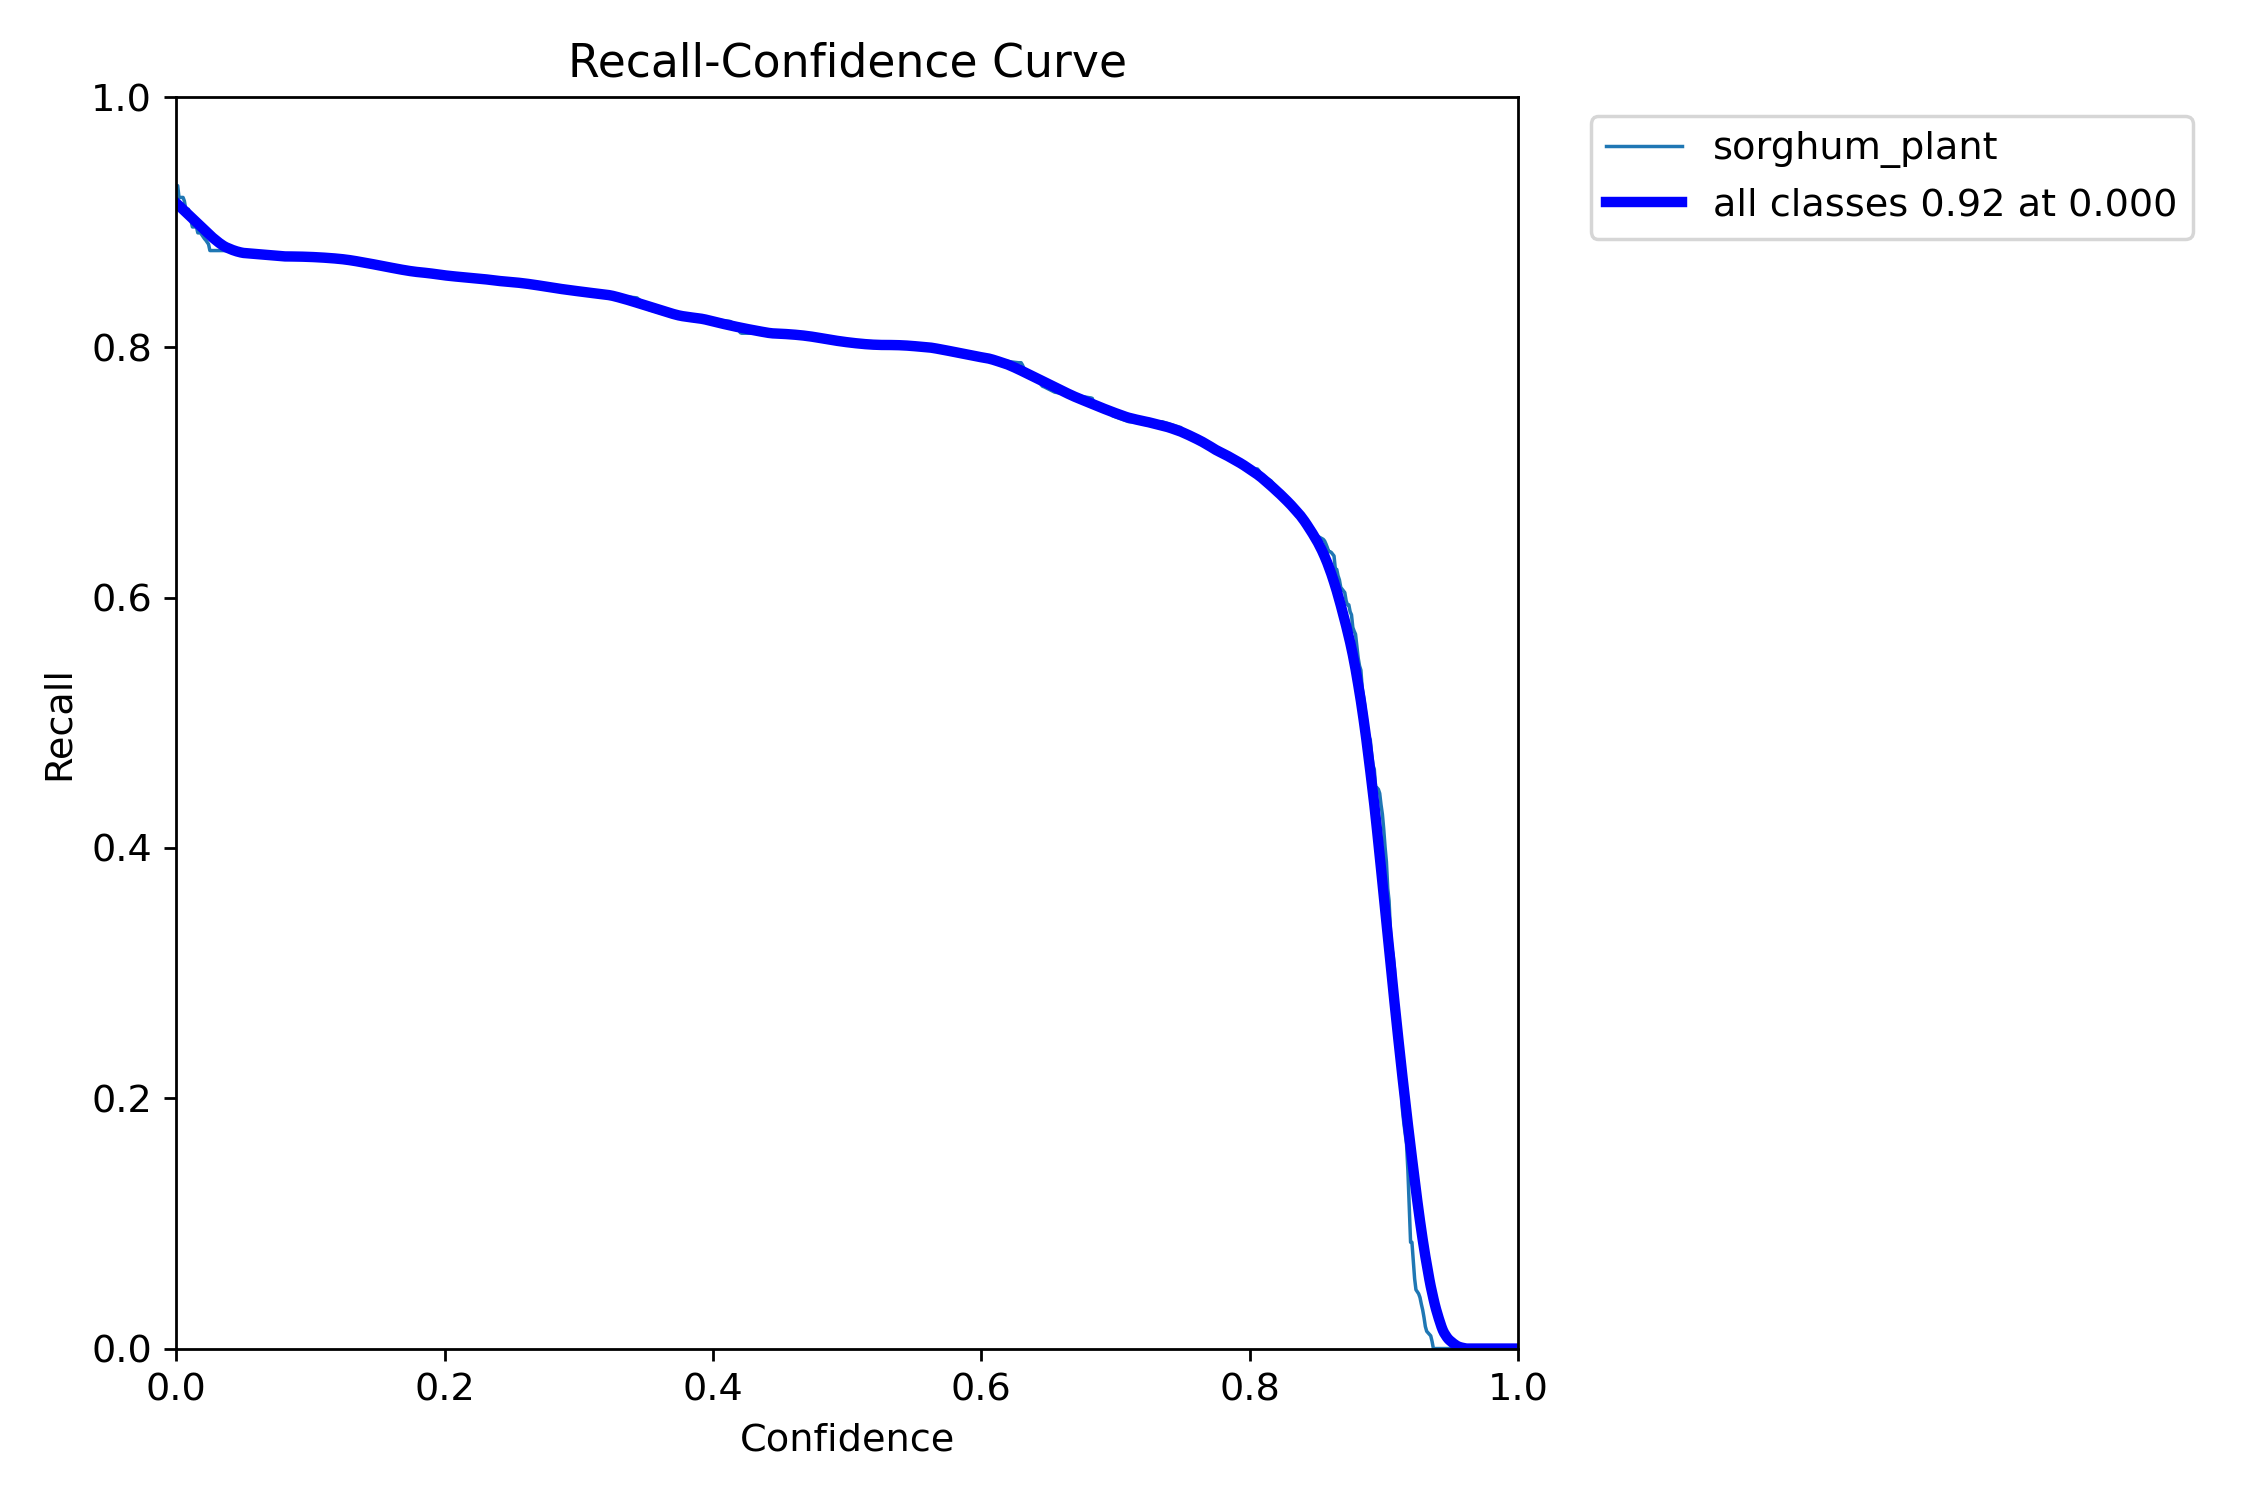 Recall-Confidence Curve
1.0
0.8
0.6
0.4
0.2
0.0
Recall
0.0 0.2 0.4 0.6 0.8 1.0
Confidence
sorghum_plant
all classes 0.92 at 0.000